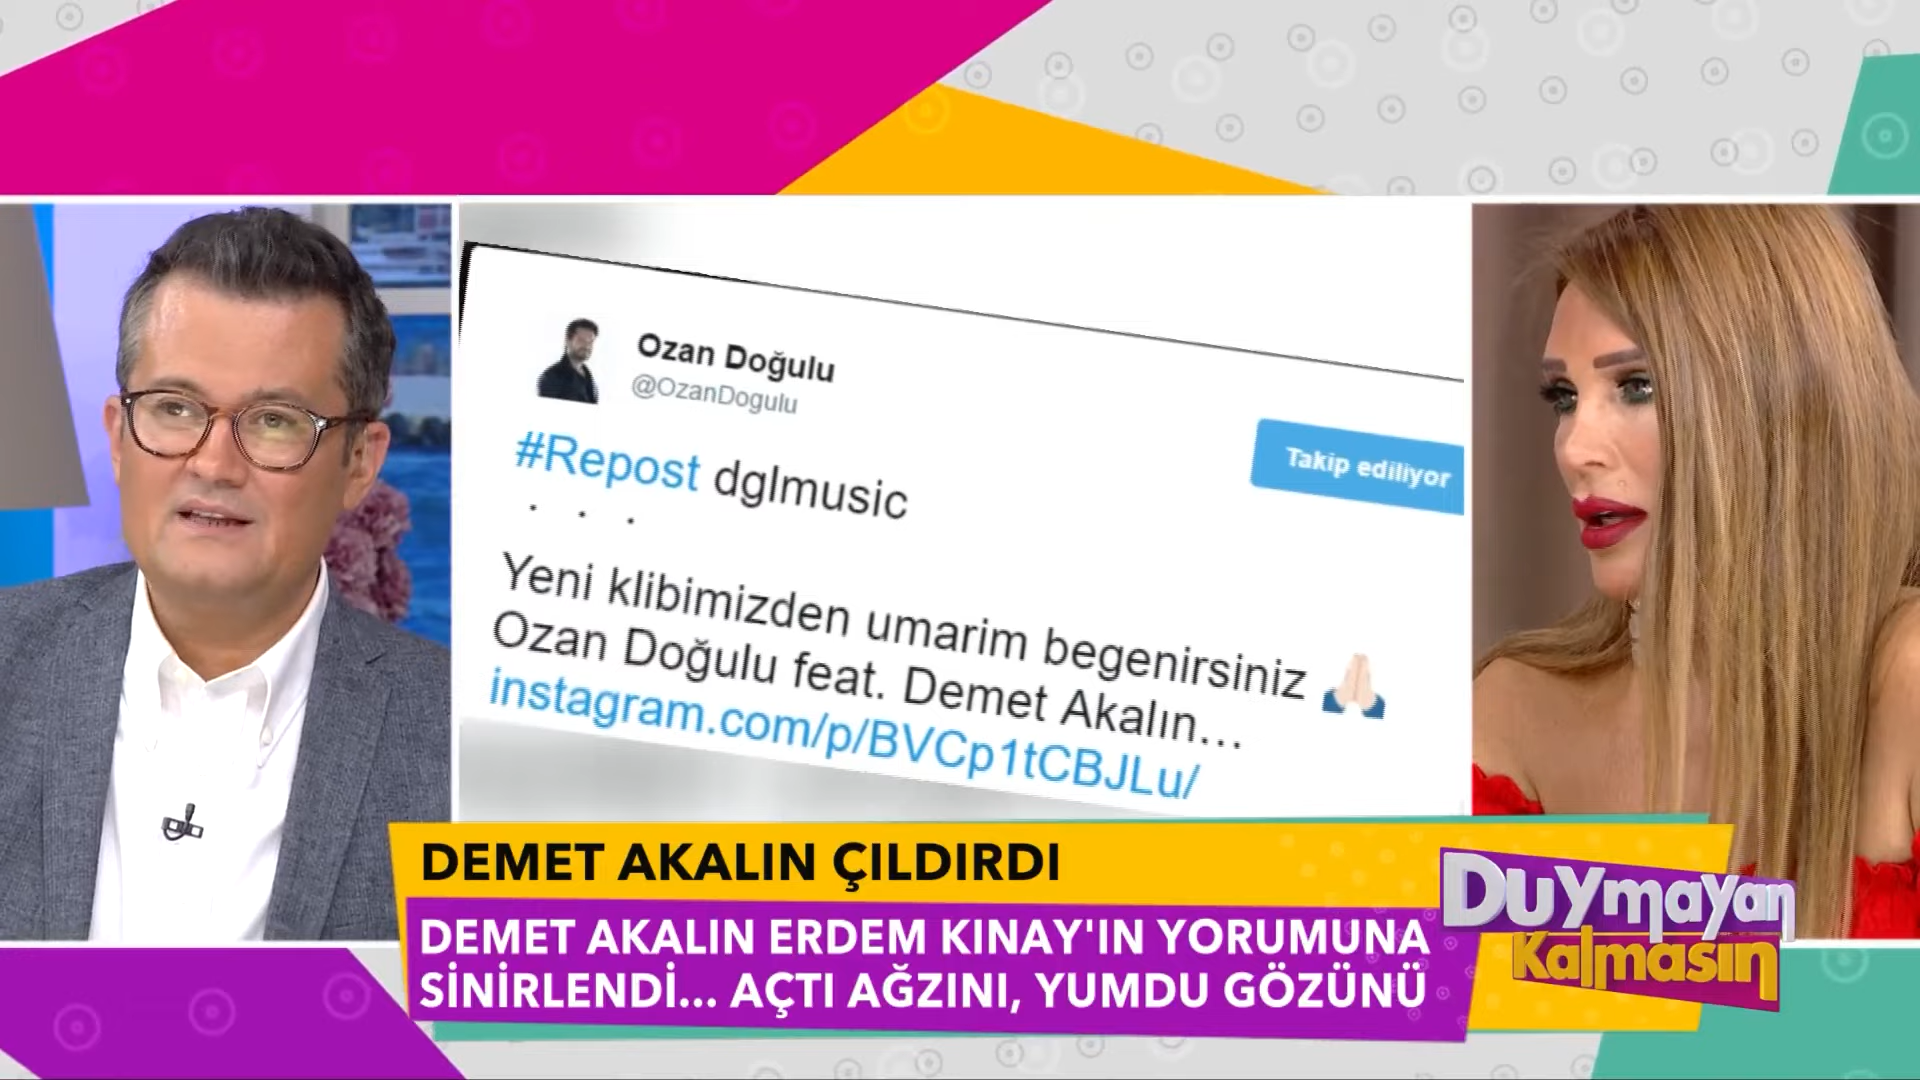 Ozan Doğulu
@OzanDogulu
Takip ediliyor
#Repost dglmusic
. . .
Yeni klibimizden umarim begenirsiniz 🙏🏻
Ozan Doğulu feat. Demet Akalın...
instagram.com/p/BVCp1tCBJLu/
DEMET AKALIN ÇILDIRDI
DEMET AKALIN ERDEM KINAY'IN YORUMUNA
SİNİRLENDİ... AÇTI AĞZINI, YUMDU GÖZÜNÜ
Duymayan
Kalmasın